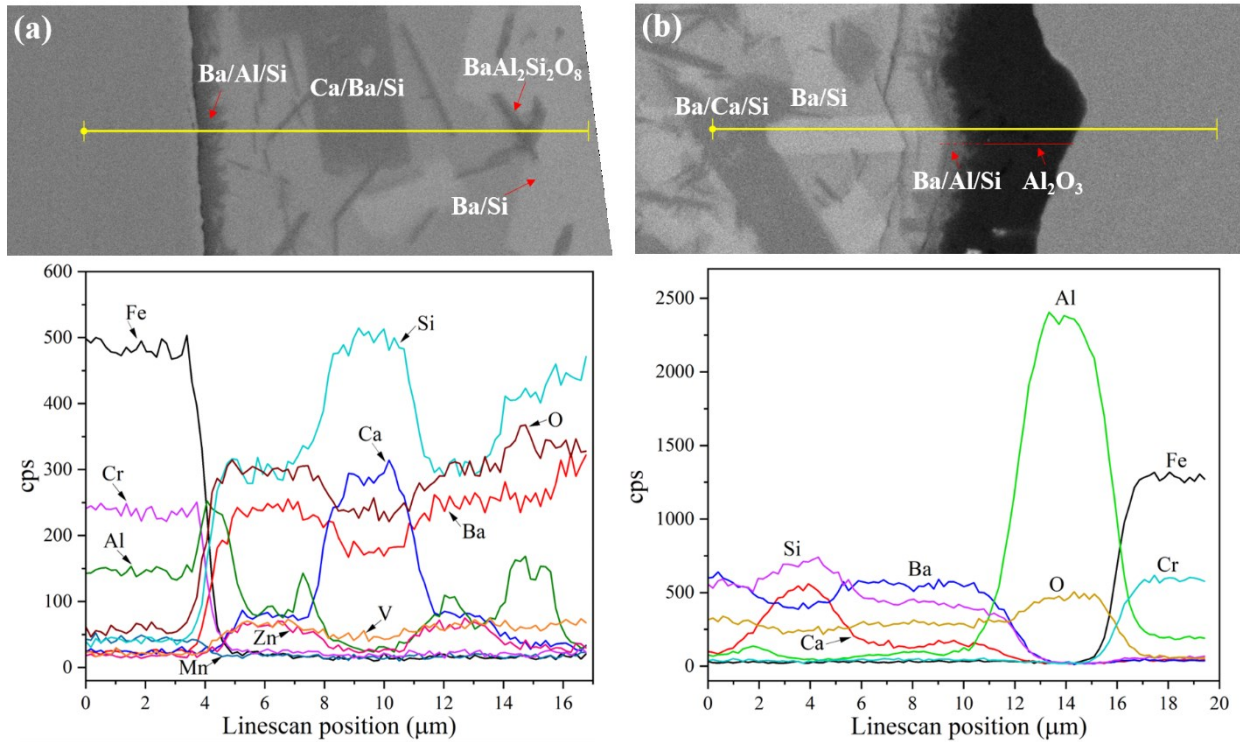 (a)
Ba/Al/Si
Ca/Ba/Si
BaAl₂Si₂O₈
Ba/Si
(b)
Ba/Ca/Si
Ba/Si
Ba/Al/Si
Al₂O₃
600
500
400
300
200
100
0
cps
Fe
Si
Ca
O
Cr
Al
Ba
Zn
V
Mn
0 2 4 6 8 10 12 14 16
Linescan position (μm)
2500
2000
1500
1000
500
0
cps
Al
Fe
Si
Ba
O
Cr
Ca
0 2 4 6 8 10 12 14 16 18 20
Linescan position (μm)